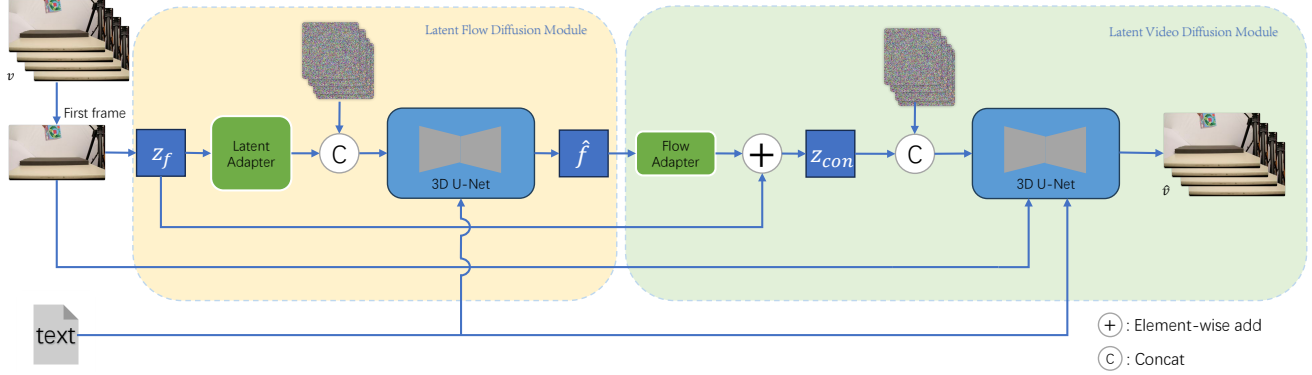 Latent Flow Diffusion Module
Latent Video Diffusion Module
v
First frame
z_f
Latent
Adapter
C
3D U-Net
f̂
Flow
Adapter
+
z_con
C
3D U-Net
v̂
text
+ : Element-wise add
C : Concat